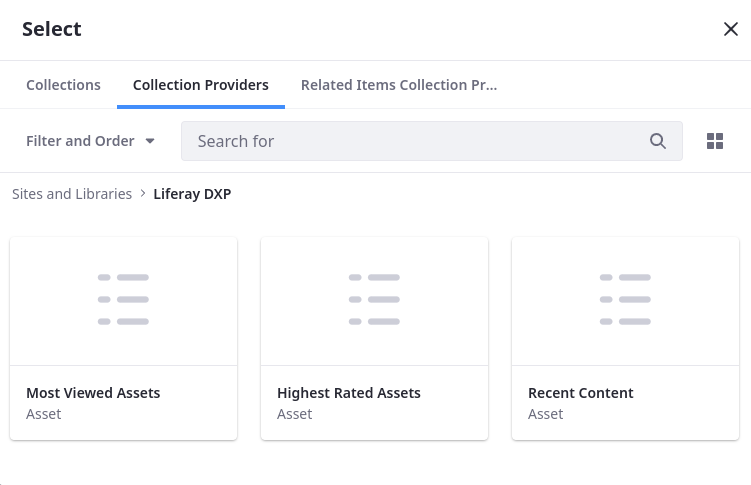 Select
Collections Collection Providers Related Items Collection Pr...
Filter and Order Search for
Sites and Libraries > Liferay DXP
Most Viewed Assets Highest Rated Assets Recent Content
Asset Asset Asset